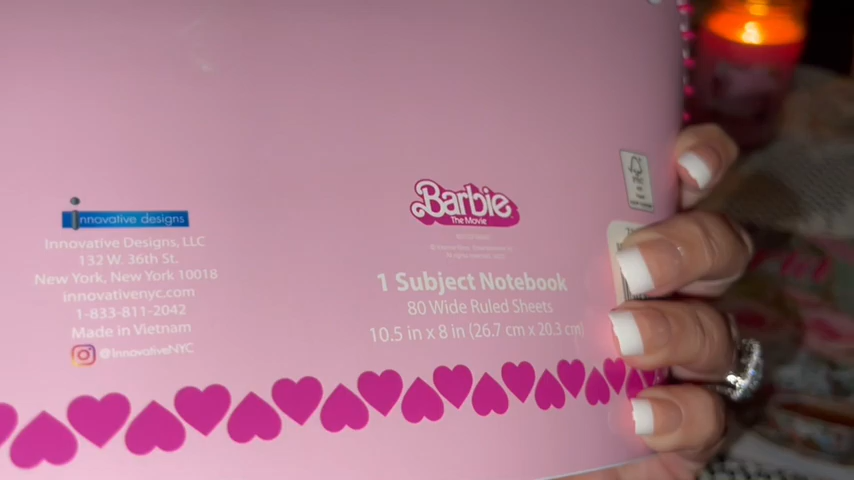 innovative designs
Innovative Designs, LLC
132 W. 36th St.
New York, New York 10018
innovativenyc.com
1-833-811-2042
Made in Vietnam
@InnovativeNYC
Barbie
The Movie
1 Subject Notebook
80 Wide Ruled Sheets
10.5 in x 8 in (26.7 cm x 20.3 cm)
FSC